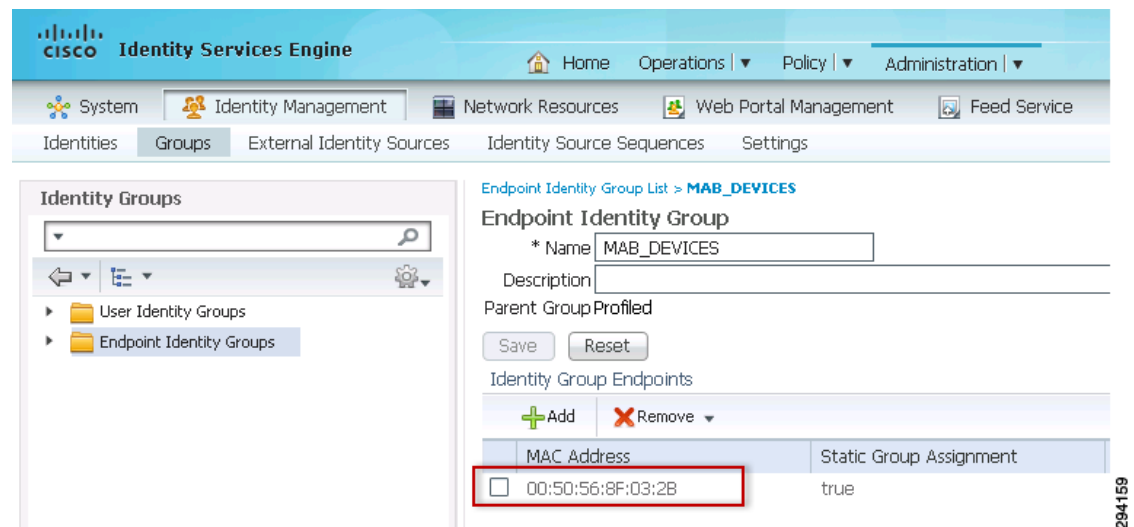 cisco Identity Services Engine
Home Operations Policy Administration
System Identity Management Network Resources Web Portal Management Feed Service
Identities Groups External Identity Sources Identity Source Sequences Settings
Identity Groups
User Identity Groups
Endpoint Identity Groups
Endpoint Identity Group List > MAB_DEVICES
Endpoint Identity Group
* Name MAB_DEVICES
Description
Parent Group Profiled
Save Reset
Identity Group Endpoints
Add Remove
MAC Address Static Group Assignment
00:50:56:8F:03:2B true
294159